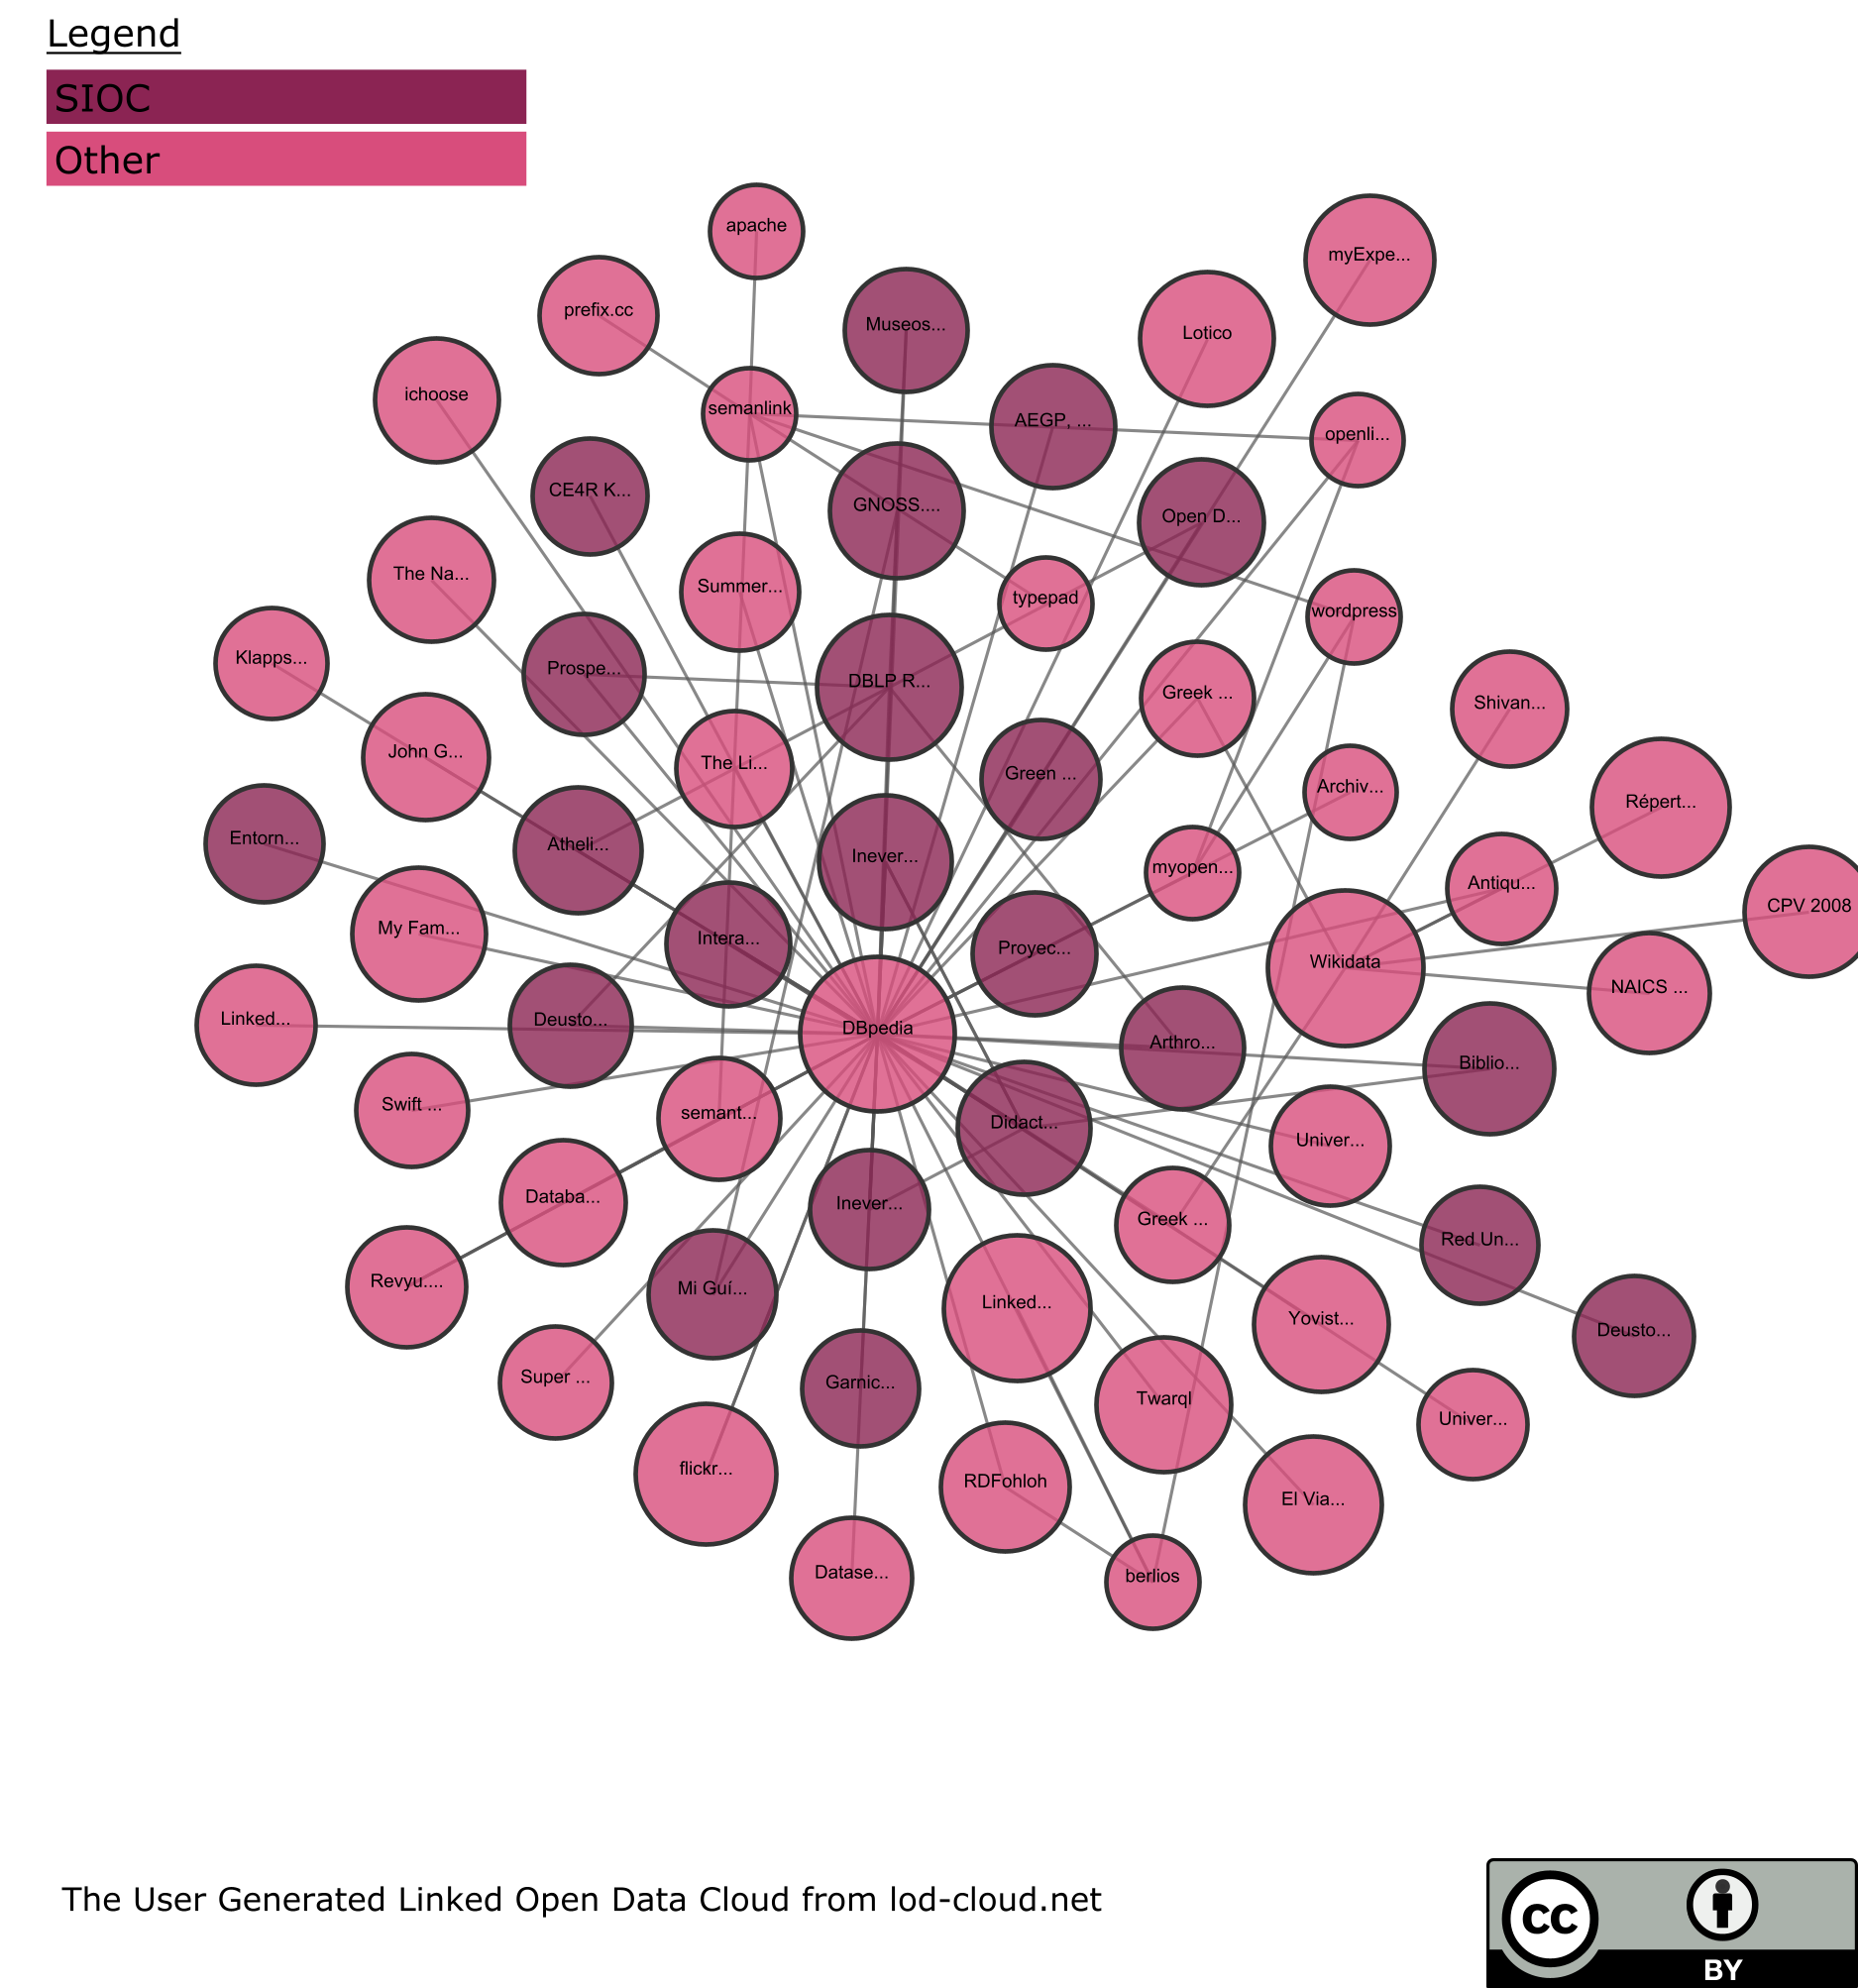 Legend
SIOC
Other
apache
myExpe...
prefix.cc
Museos...
Lotico
ichoose
semanlink
AEGP, ...
openli...
CE4R K...
GNOSS....
Open D...
The Na...
Summer...
typepad
wordpress
Klapps...
Prospe...
DBLP R...
Greek ...
Shivan...
John G...
The Li...
Green ...
Archiv...
Répert...
Entorn...
Atheli...
Inever...
myopen...
Antiqu...
CPV 2008
My Fam...
Intera...
Proyec...
Wikidata
NAICS ...
Linked...
Deusto...
DBpedia
Arthro...
Biblio...
Swift ...
semant...
Didact...
Univer...
Databa...
Inever...
Greek ...
Red Un...
Revyu....
Mi Guí...
Linked...
Yovist...
Deusto...
Super ...
Garnic...
Twarql
Univer...
flickr...
RDFohloh
El Via...
Datase...
berlios
The User Generated Linked Open Data Cloud from lod-cloud.net
cc
BY